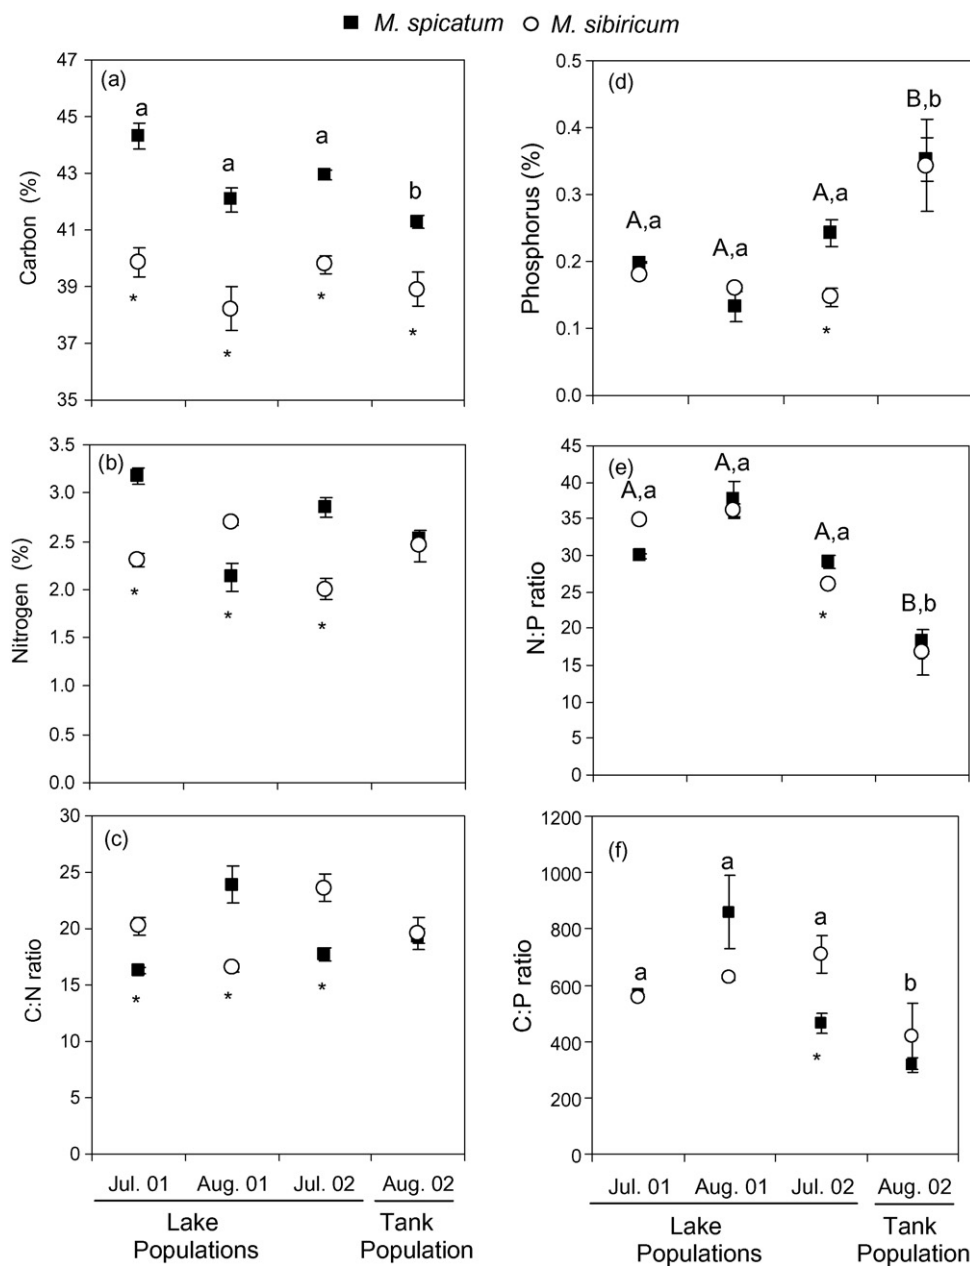 ■ M. spicatum ○ M. sibiricum
(a)
Carbon (%)
47
45
43
41
39
37
35
a
a
a
b
*
*
*
*
(d)
Phosphorus (%)
0.5
0.4
0.3
0.2
0.1
0.0
A,a
A,a
A,a
B,b
*
(b)
Nitrogen (%)
3.5
3.0
2.5
2.0
1.5
1.0
0.5
0.0
*
*
*
(e)
N:P ratio
45
40
35
30
25
20
15
10
5
0
A,a
A,a
A,a
B,b
*
(c)
C:N ratio
30
25
20
15
10
5
0
*
*
*
(f)
C:P ratio
1200
1000
800
600
400
200
0
a
a
a
b
*
Jul. 01 Aug. 01 Jul. 02 Aug. 02
Lake Populations
Tank Population
Jul. 01 Aug. 01 Jul. 02 Aug. 02
Lake Populations
Tank Population